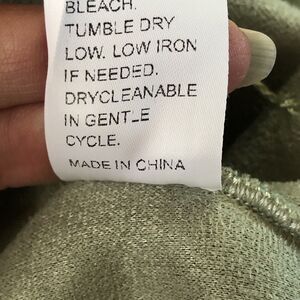 BLEACH.
TUMBLE DRY
LOW. LOW IRON
IF NEEDED.
DRYCLEANABLE
IN GENTLE
CYCLE.
MADE IN CHINA